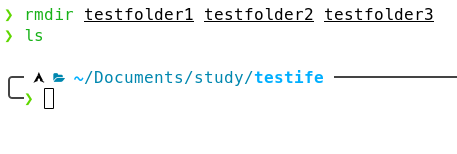 ❯ rmdir testfolder1 testfolder2 testfolder3
❯ ls
~/Documents/study/testife
❯